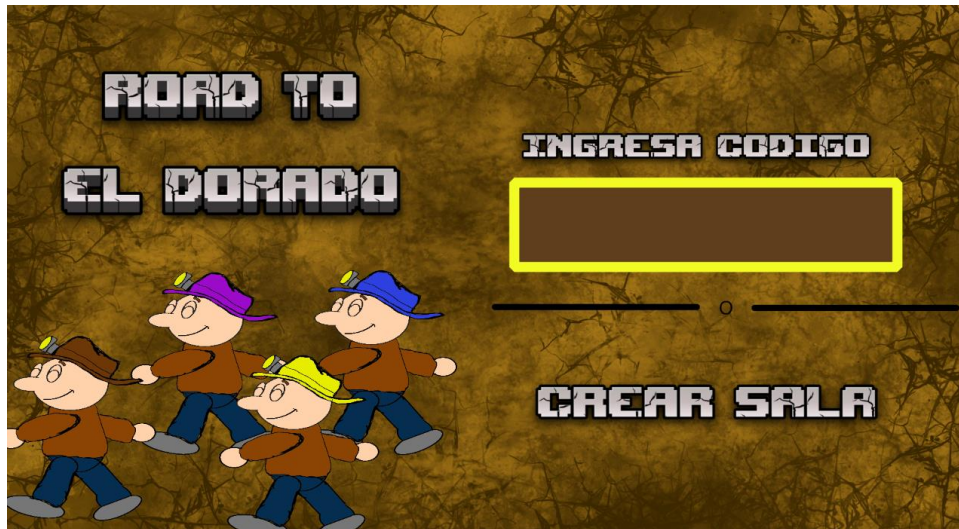 ROAD TO
EL DORADO
INGRESA CODIGO
O
CREAR SALA